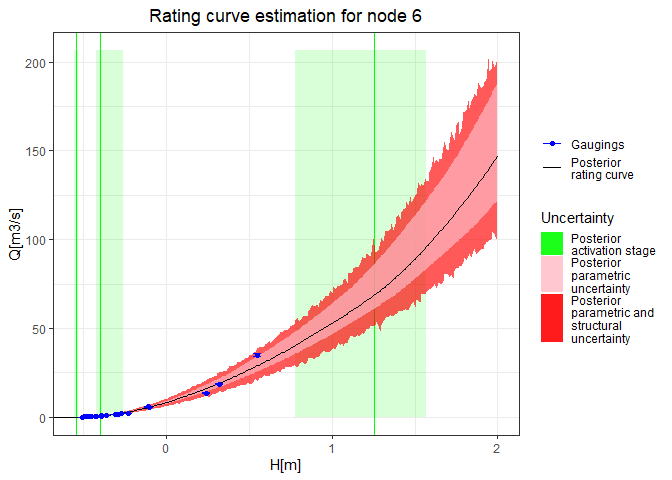 Rating curve estimation for node 6
Q[m3/s]
200
150
100
50
0
0
1
2
H[m]
Gaugings
Posterior
rating curve
Uncertainty
Posterior
activation stage
Posterior
parametric
uncertainty
Posterior
parametric and
structural
uncertainty